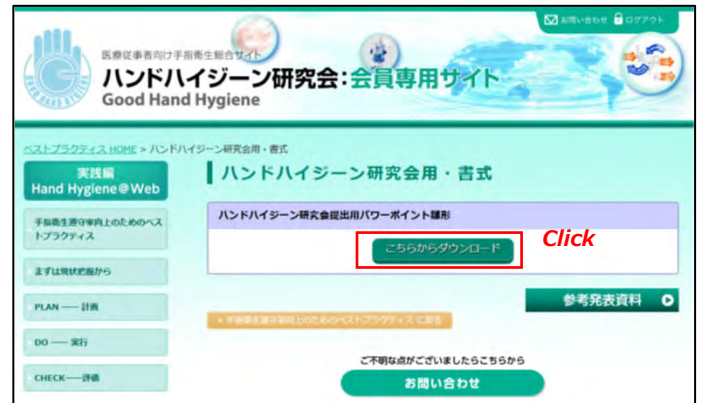 お問い合わせ ログアウト
医療従事者向け手指衛生総合サイト
ハンドハイジーン研究会:会員専用サイト
Good Hand Hygiene
GOOD HAND HYGIENE
ベストプラクティス HOME > ハンドハイジーン研究会用・書式
実践編
Hand Hygiene@Web
手指衛生遵守率向上のためのベス
トプラクティス
まずは現状把握から
PLAN ── 計画
DO ── 実行
CHECK──評価
ハンドハイジーン研究会用・書式
ハンドハイジーン研究会提出用パワーポイント雛形
こちらからダウンロード
Click
参考発表資料
手指衛生遵守率向上のためのベストプラクティス に戻る
ご不明な点がございましたらこちらから
お問い合わせ